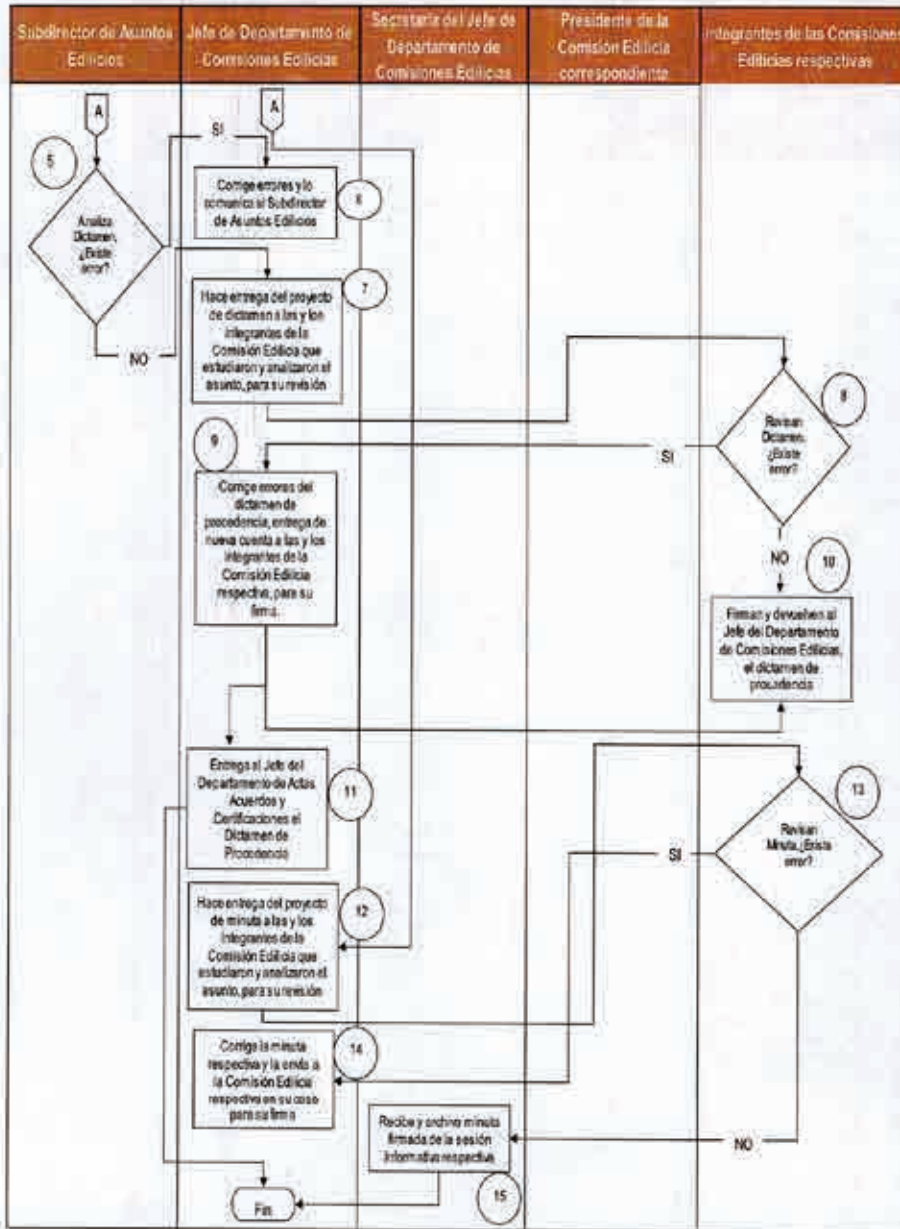 Subdirector de Asuntos
Edilicios
Jefe de Departamento de
Comisiones Edilicias
Secretaria del Jefe de
Departamento de
Comisiones Edilicias
Presidente de la
Comisión Edilicia
correspondiente
Integrantes de las Comisiones
Edilicias respectivas
A
A
SI
5
Analiza
Dictamen,
¿Existe
error?
NO
Corrige errores y lo
comunica al Subdirector
de Asuntos Edilicios
6
Hace entrega del proyecto
de dictamen a las y los
integrantes de la
Comisión Edilicia que
estudiaron y analizaron el
asunto, para su revisión
7
8
Revisan
Dictamen,
¿Existe
error?
SI
NO
9
Corrige errores del
dictamen de
procedencia, entrega de
nueva cuenta a las y los
integrantes de la
Comisión Edilicia
respectiva, para su
firma.
10
Firman y devuelven al
Jefe del Departamento
de Comisiones Edilicias,
el dictamen de
procedencia
Entrega al Jefe del
Departamento de Actas,
Acuerdos y
Certificaciones el
Dictamen de
Procedencia
11
13
Revisan
Minuta, ¿Existe
error?
SI
Hace entrega del proyecto
de minuta a las y los
integrantes de la
Comisión Edilicia que
estudiaron y analizaron el
asunto, para su revisión
12
Corrige la minuta
respectiva y la envía a
la Comisión Edilicia
respectiva en su caso
para su firma
14
Recibe y archiva minuta
firmada de la sesión
informativa respectiva
NO
15
Fin